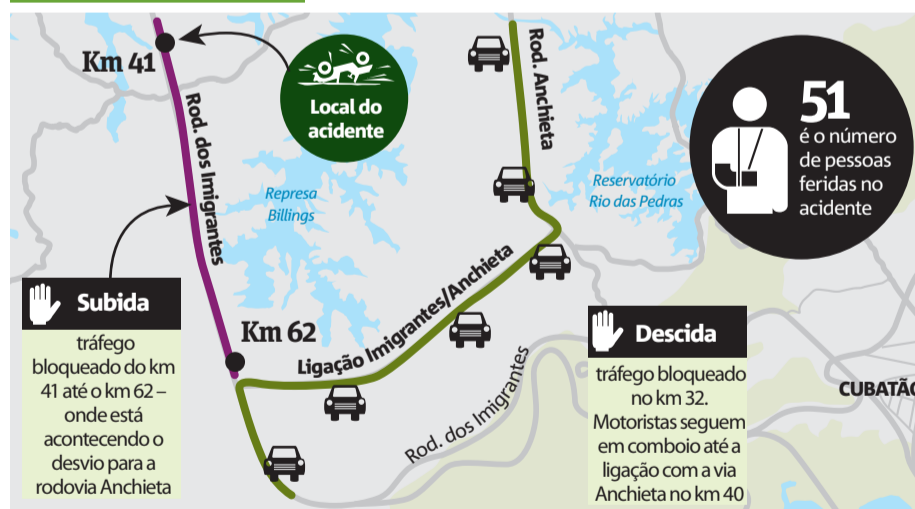 Km 41
Rod. dos Imigrantes
Local do
acidente
Rod. Anchieta
51
é o número
de pessoas
feridas no
acidente
Represa
Billings
Reservatório
Rio das Pedras
Subida
tráfego
bloqueado do km
41 até o km 62 –
onde está
acontecendo o
desvio para a
rodovia Anchieta
Km 62
Ligação Imigrantes/Anchieta
Rod. dos Imigrantes
Descida
tráfego bloqueado
no km 32.
Motoristas seguem
em comboio até a
ligação com a via
Anchieta no km 40
CUBATÃO